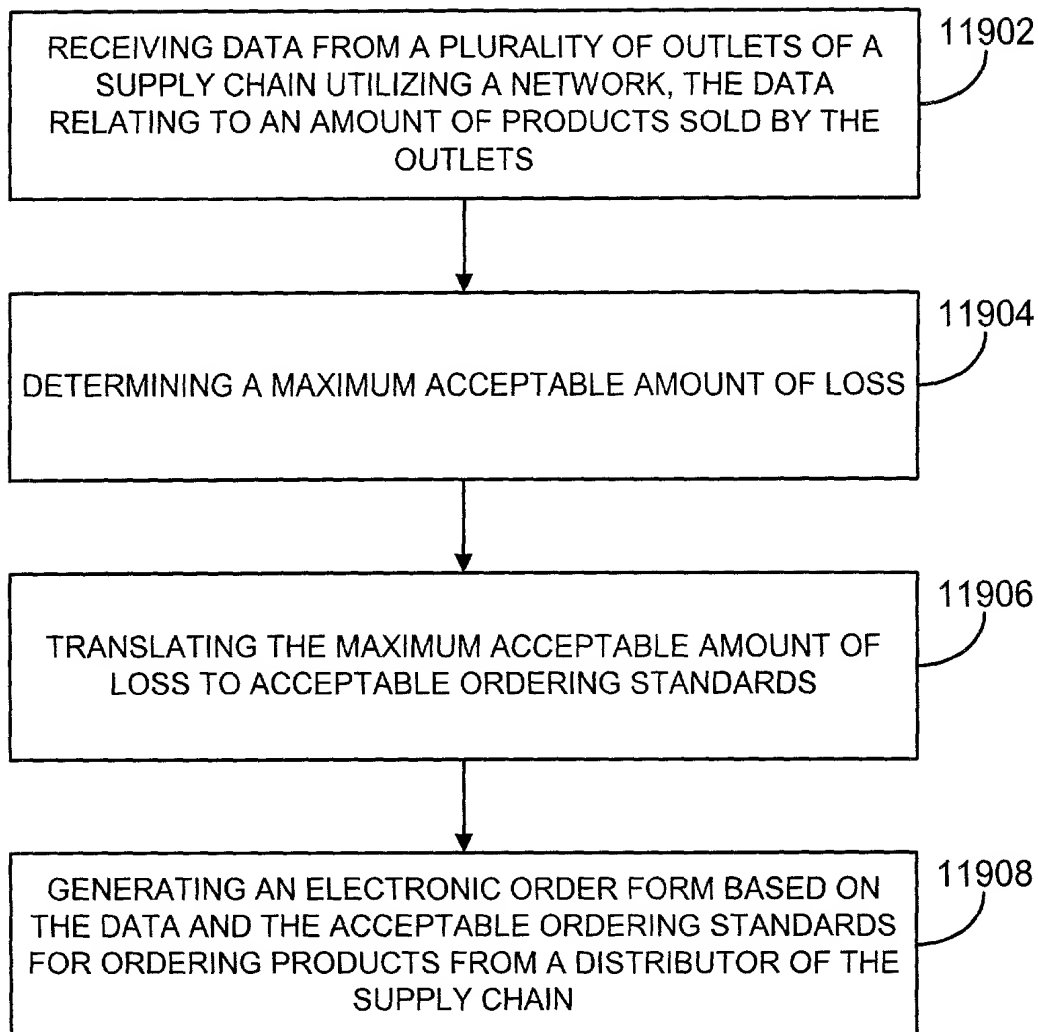 RECEIVING DATA FROM A PLURALITY OF OUTLETS OF A
SUPPLY CHAIN UTILIZING A NETWORK, THE DATA
RELATING TO AN AMOUNT OF PRODUCTS SOLD BY THE
OUTLETS
11902
DETERMINING A MAXIMUM ACCEPTABLE AMOUNT OF LOSS
11904
TRANSLATING THE MAXIMUM ACCEPTABLE AMOUNT OF
LOSS TO ACCEPTABLE ORDERING STANDARDS
11906
GENERATING AN ELECTRONIC ORDER FORM BASED ON
THE DATA AND THE ACCEPTABLE ORDERING STANDARDS
FOR ORDERING PRODUCTS FROM A DISTRIBUTOR OF THE
SUPPLY CHAIN
11908